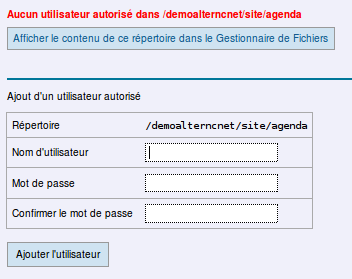 Aucun utilisateur autorisé dans /demoalterncnet/site/agenda
Afficher le contenu de ce répertoire dans le Gestionnaire de Fichiers
Ajout d'un utilisateur autorisé
Répertoire /demoalterncnet/site/agenda
Nom d'utilisateur
Mot de passe
Confirmer le mot de passe
Ajouter l'utilisateur